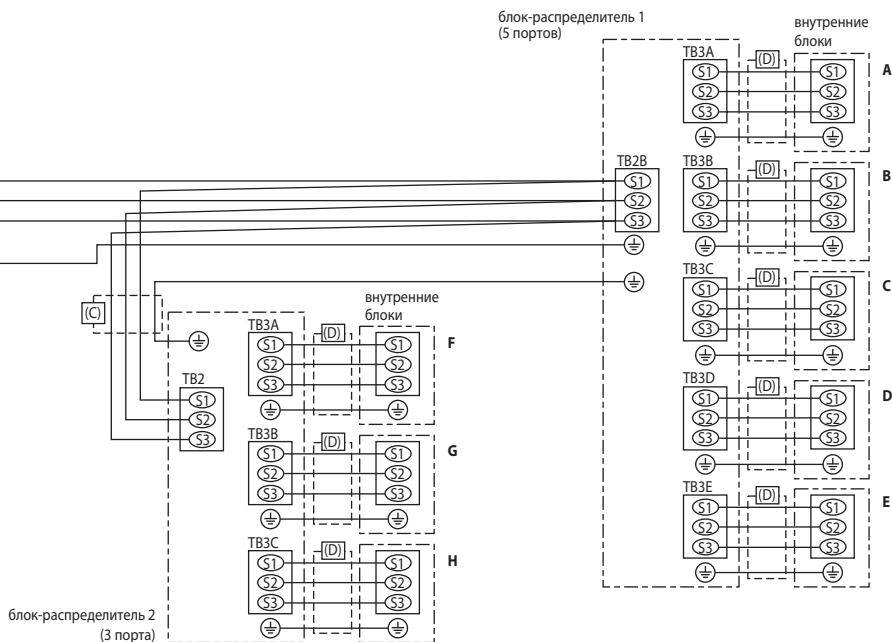 блок-распределитель 1
(5 портов)
внутренние
блоки
TB3A
(D)
A
S1
S1
S2
S2
S3
S3
TB2B
TB3B
(D)
B
S1
S1
S1
S2
S2
S2
S3
S3
S3
TB3C
(D)
C
S1
S1
S2
S2
S3
S3
TB3D
(D)
D
S1
S1
S2
S2
S3
S3
TB3E
(D)
E
S1
S1
S2
S2
S3
S3
(C)
внутренние
блоки
TB3A
(D)
F
S1
S1
S2
S2
S3
S3
TB2
S1
S2
S3
TB3B
(D)
G
S1
S1
S2
S2
S3
S3
TB3C
(D)
H
S1
S1
S2
S2
S3
S3
блок-распределитель 2
(3 порта)